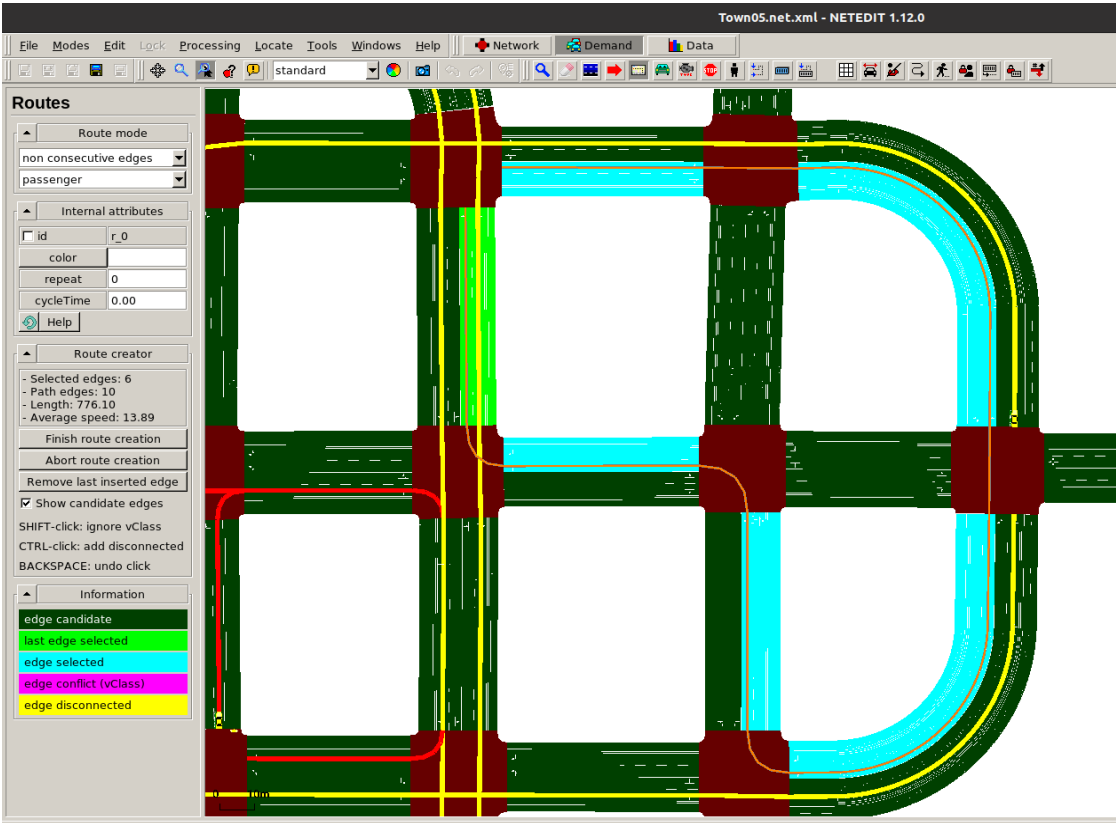 Town05.net.xml - NETEDIT 1.12.0
File Modes Edit Lock Processing Locate Tools Windows Help Network Demand Data
standard STOP
Routes
Route mode
non consecutive edges
passenger
Internal attributes
id r_0
color
repeat 0
cycleTime 0.00
Help
Route creator
- Selected edges: 6
- Path edges: 10
- Length: 776.10
- Average speed: 13.89
Finish route creation
Abort route creation
Remove last inserted edge
Show candidate edges
SHIFT-click: ignore vClass
CTRL-click: add disconnected
BACKSPACE: undo click
Information
edge candidate
last edge selected
edge selected
edge conflict (vClass)
edge disconnected
0 10m